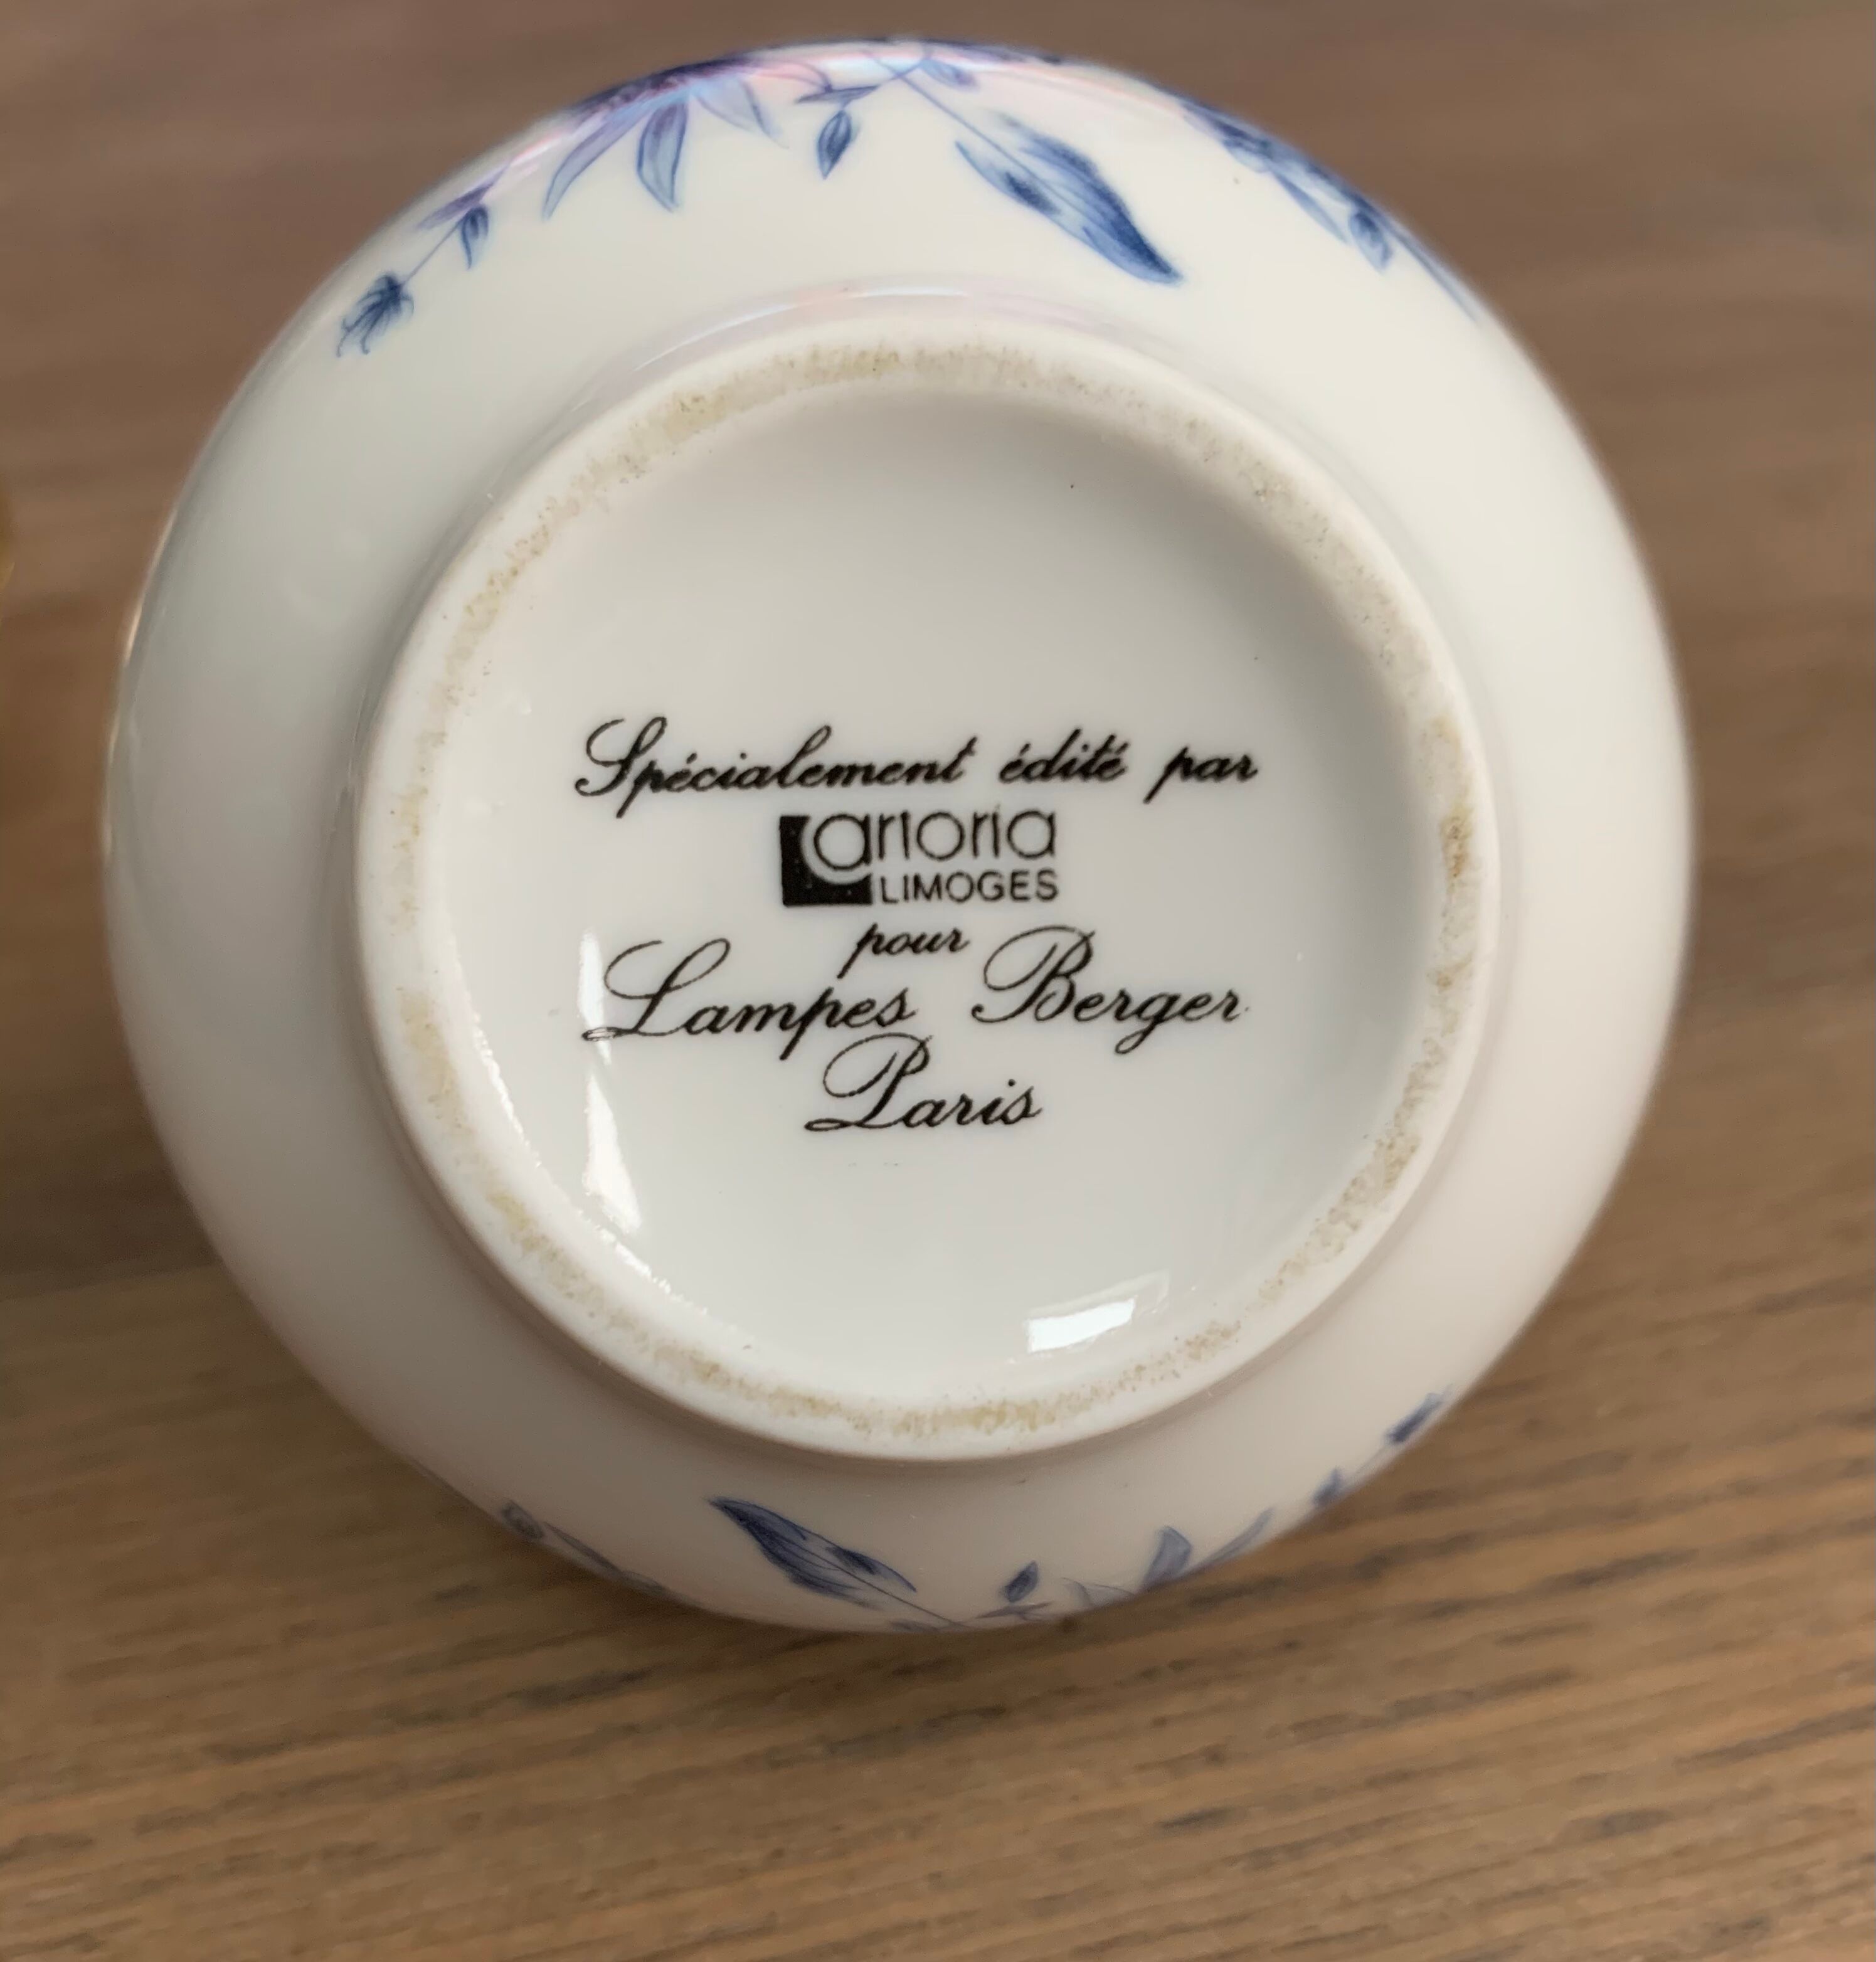 Spécialement édité par
artoria
LIMOGES
pour
Lampes Berger
Paris